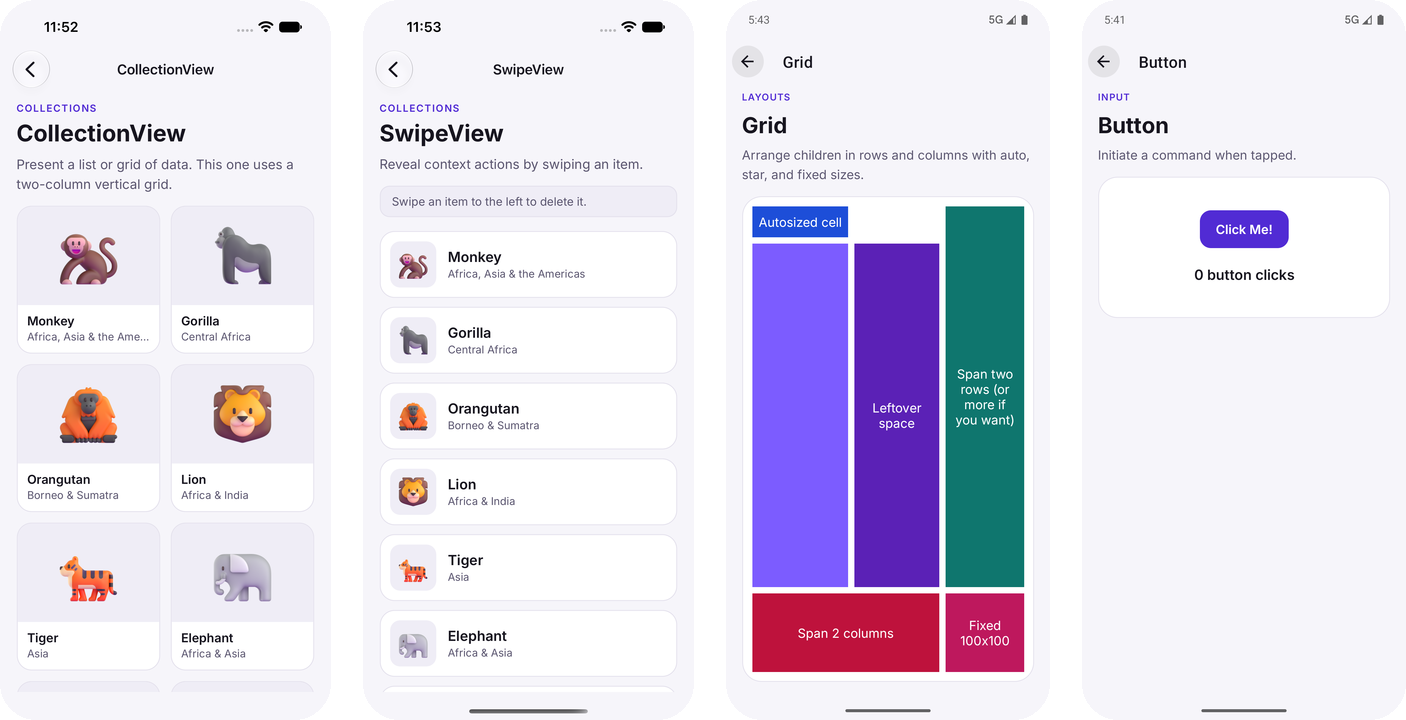 11:52
CollectionView
COLLECTIONS
CollectionView
Present a list or grid of data. This one uses a
two-column vertical grid.
Monkey
Africa, Asia & the Ame...
Gorilla
Central Africa
Orangutan
Borneo & Sumatra
Lion
Africa & India
Tiger
Asia
Elephant
Africa & Asia
11:53
SwipeView
COLLECTIONS
SwipeView
Reveal context actions by swiping an item.
Swipe an item to the left to delete it.
Monkey
Africa, Asia & the Americas
Gorilla
Central Africa
Orangutan
Borneo & Sumatra
Lion
Africa & India
Tiger
Asia
Elephant
Africa & Asia
5:43
5G
Grid
LAYOUTS
Grid
Arrange children in rows and columns with auto,
star, and fixed sizes.
Autosized cell
Leftover
space
Span two
rows (or
more if
you want)
Span 2 columns
Fixed
100x100
5:41
5G
Button
INPUT
Button
Initiate a command when tapped.
Click Me!
0 button clicks